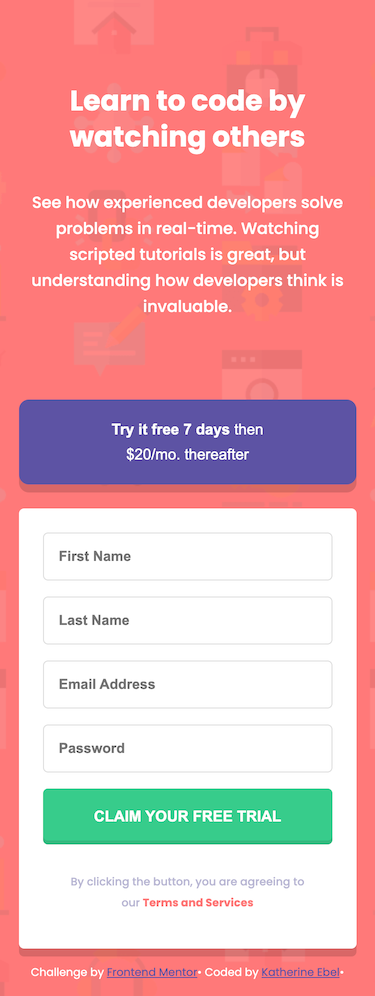 Learn to code by
watching others
See how experienced developers solve
problems in real-time. Watching
scripted tutorials is great, but
understanding how developers think is
invaluable.
Try it free 7 days then
$20/mo. thereafter
First Name
Last Name
Email Address
Password
CLAIM YOUR FREE TRIAL
By clicking the button, you are agreeing to
our Terms and Services
Challenge by Frontend Mentor• Coded by Katherine Ebel•